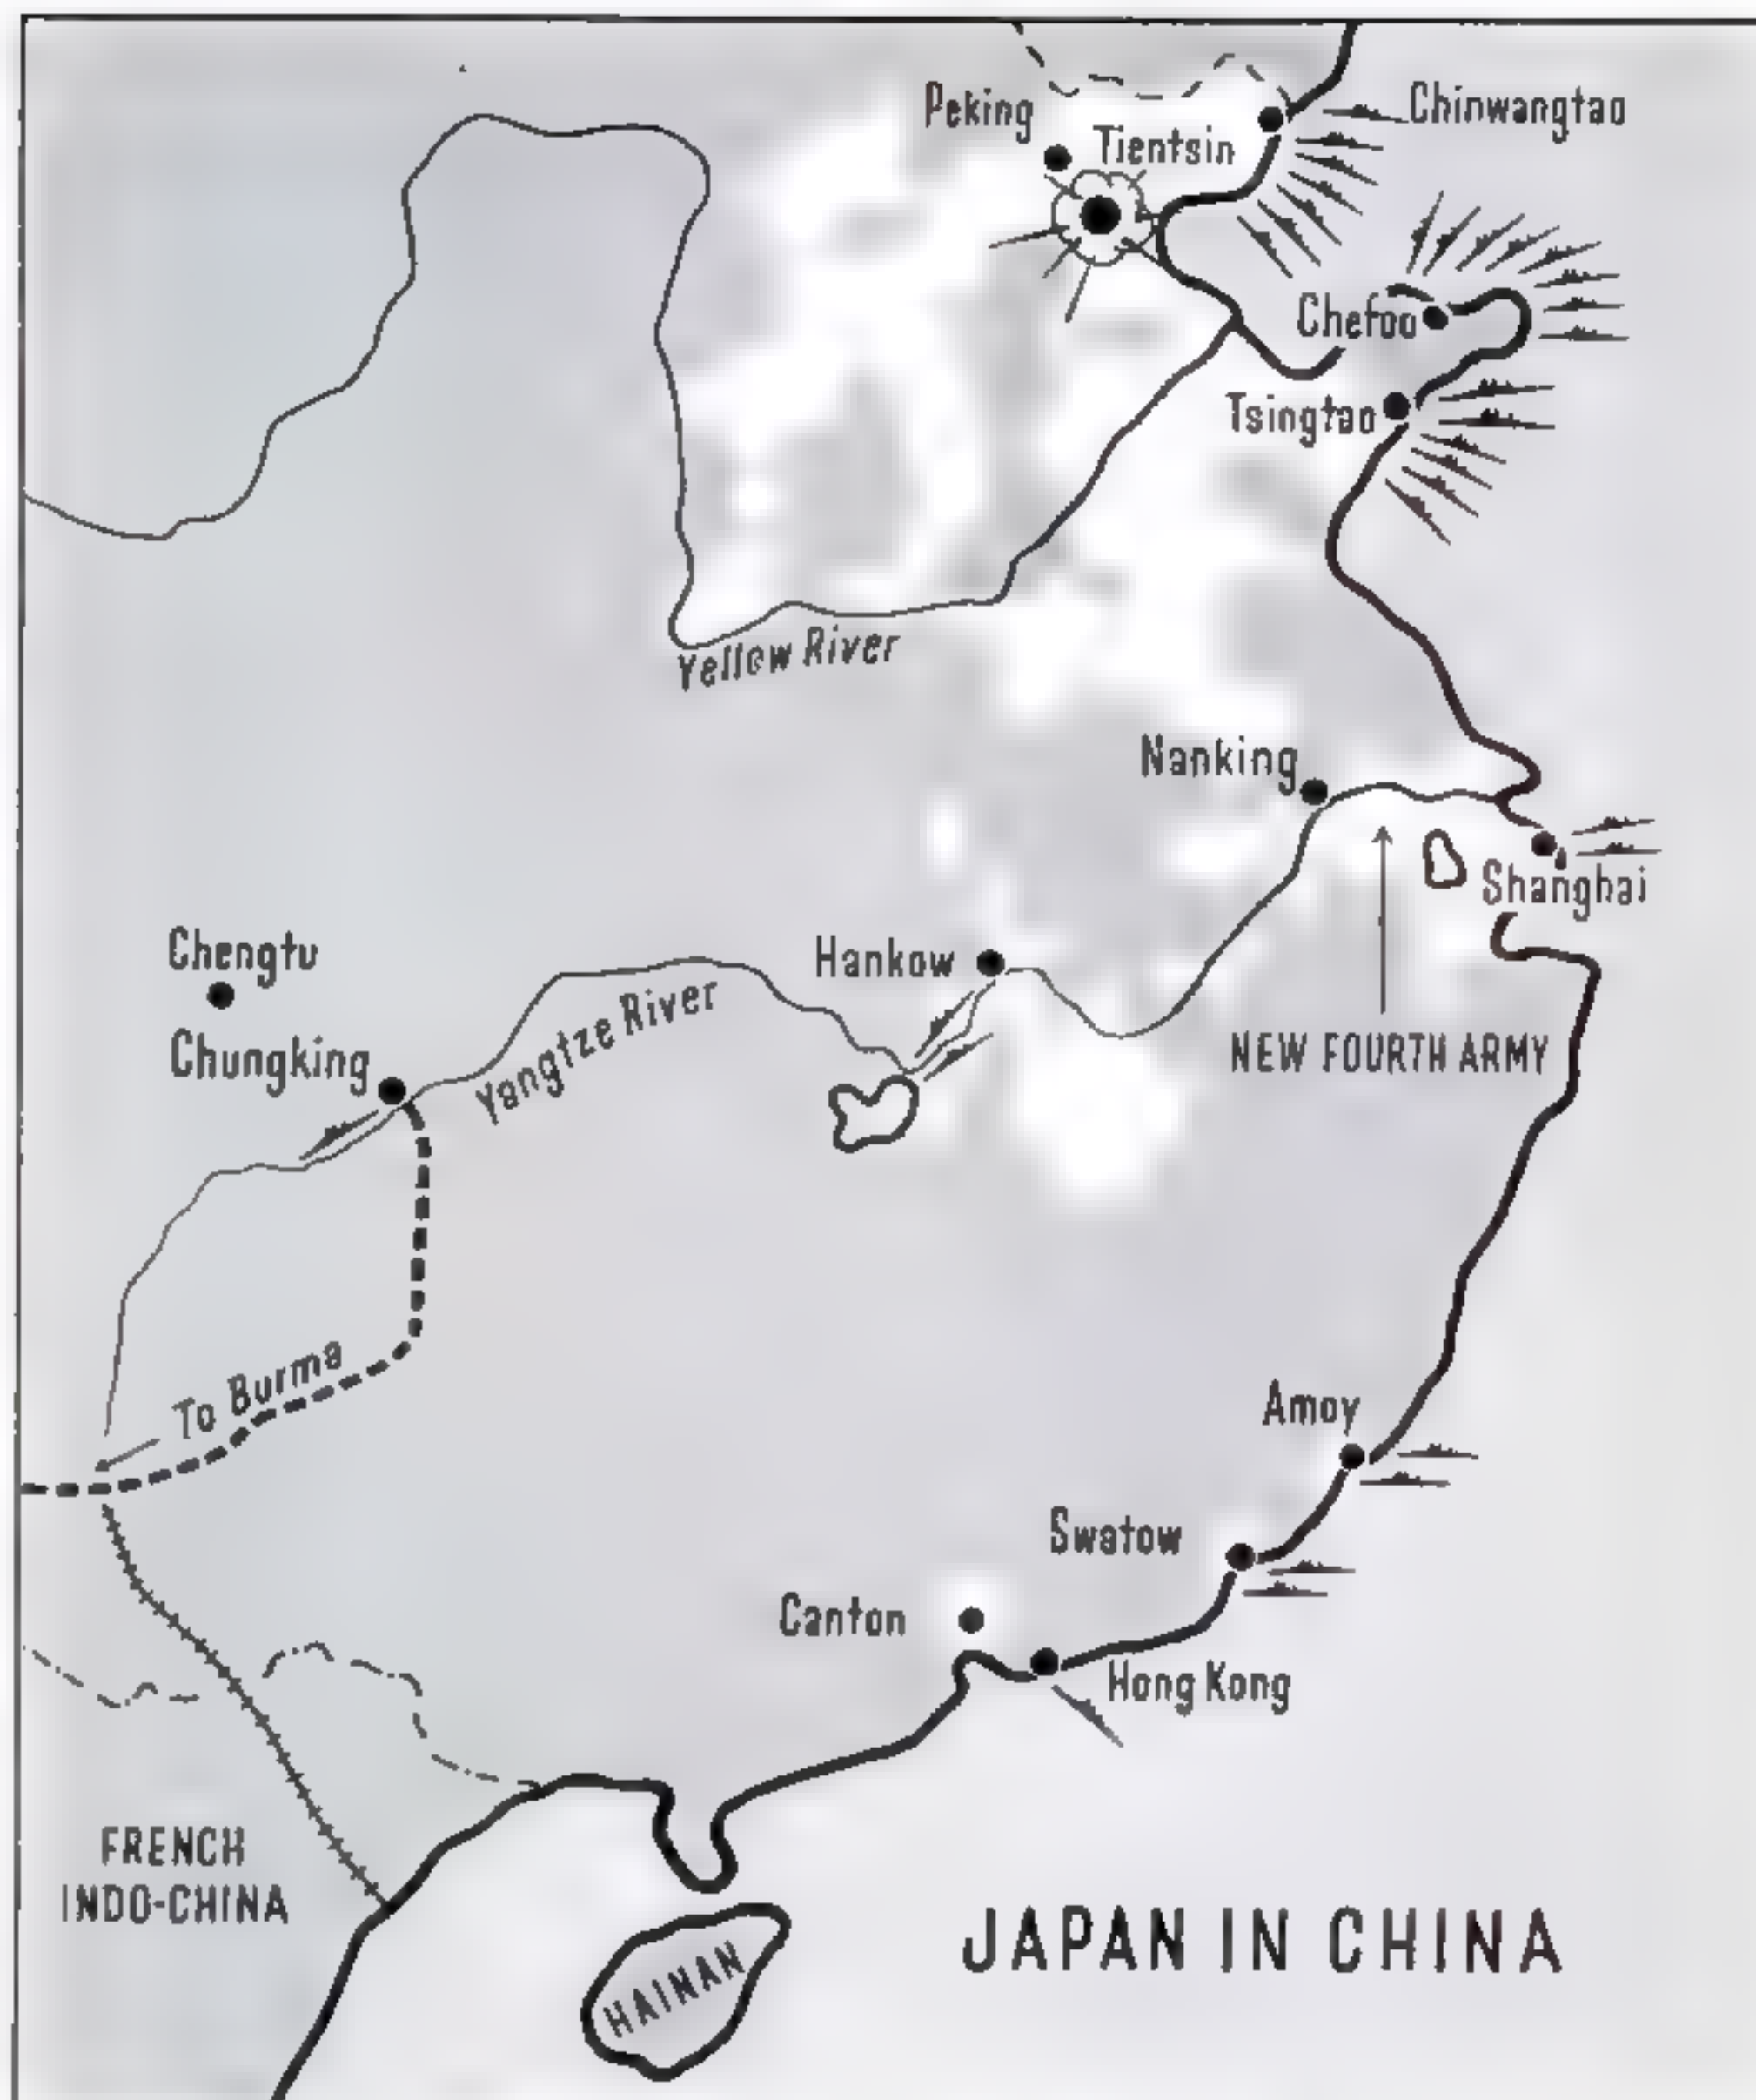 Peking
Chinwangtao
Tientsin
Chefoo
Tsingtao
Yellow River
Nanking
Shanghai
Chengtu
Hankow
Yangtze River
Chungking
NEW FOURTH ARMY
To Burma
Amoy
Swatow
Canton
Hong Kong
FRENCH
INDO-CHINA
JAPAN IN CHINA
HAINAN